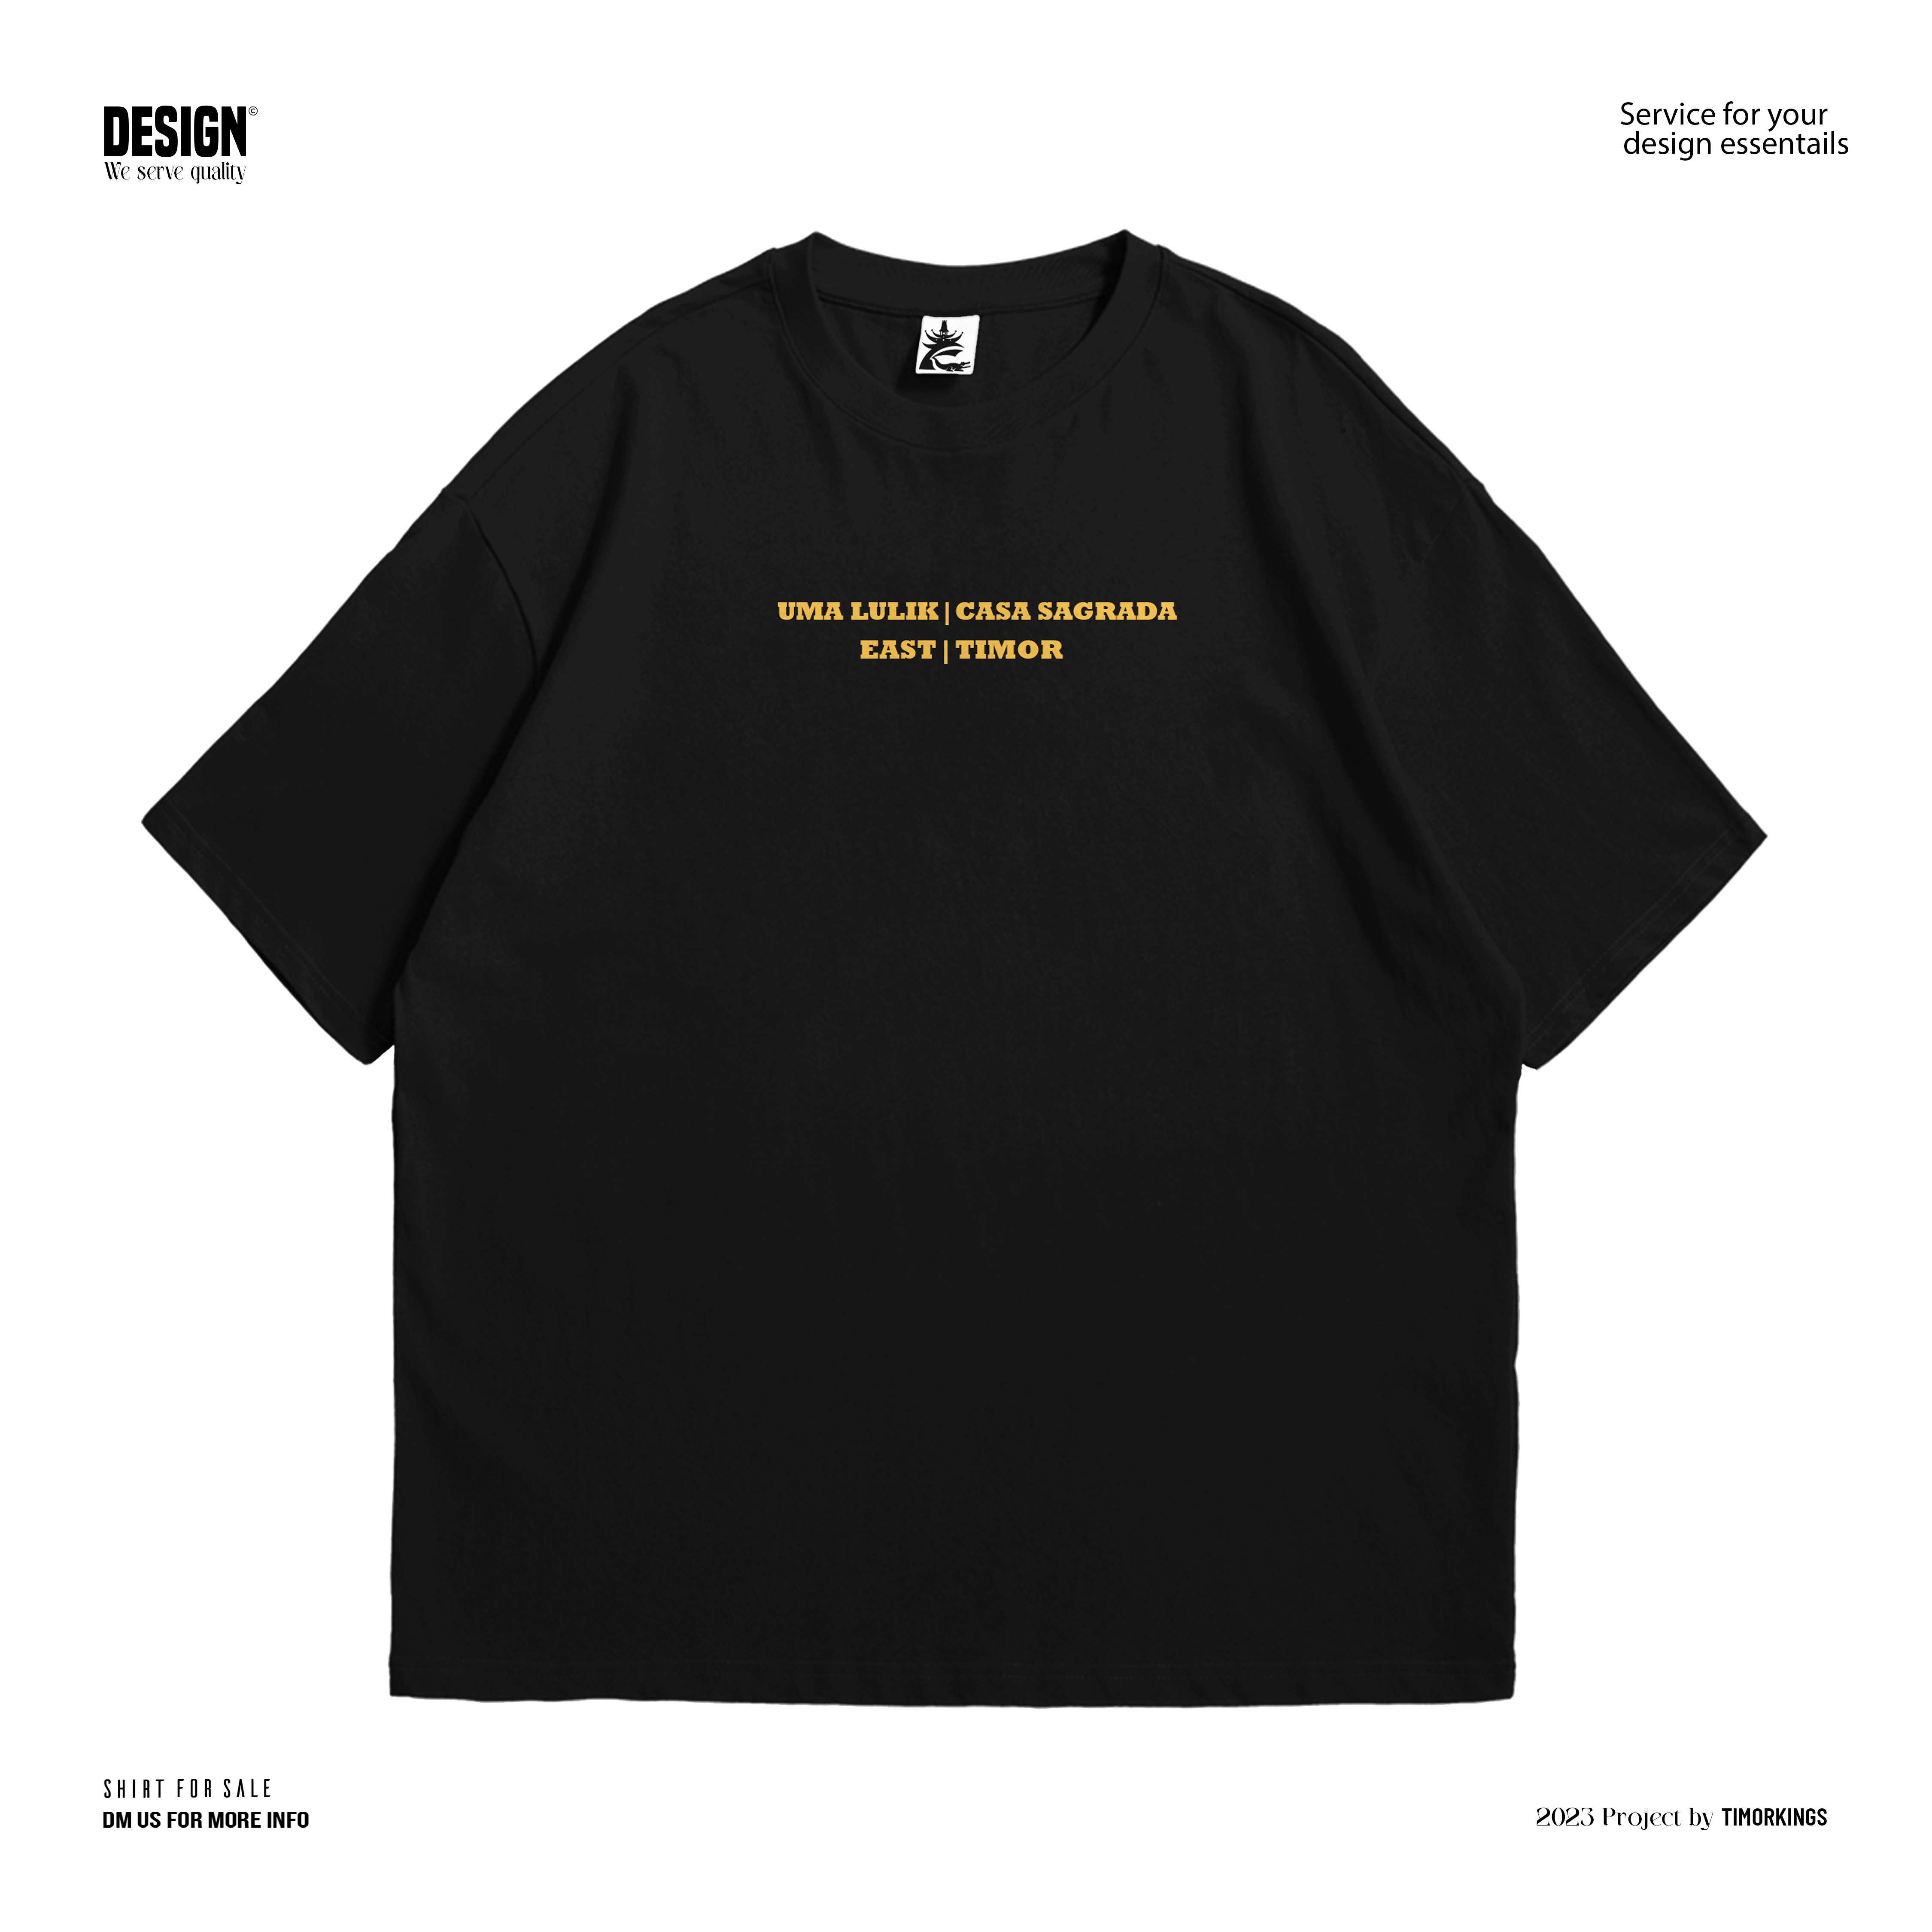 DESIGN©
We serve quality
Service for your
design essentails
UMA LULIK | CASA SAGRADA
EAST | TIMOR
SHIRT FOR SALE
DM US FOR MORE INFO
2023 Project by TIMORKINGS